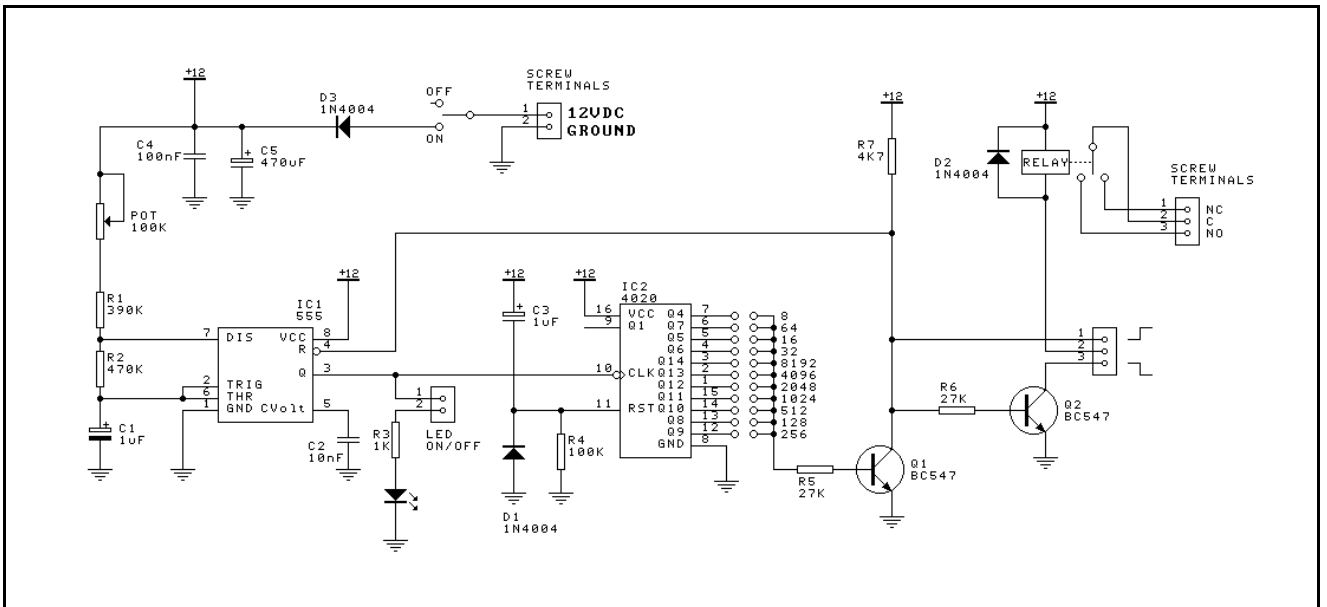 +12
SCREW
TERMINALS
D3
1N4004
OFF
ON
1
2
12VDC
GROUND
C4
100nF
+
C5
470uF
POT
100K
R1
390K
R2
470K
+
C1
1uF
+12
IC1
555
7 DIS VCC 8
R 4
Q 3
2 TRIG
6 THR
1 GND CVolt 5
C2
10nF
R3
1K
1
2
LED
ON/OFF
+12
+
C3
1uF
D1
1N4004
R4
100K
+12
IC2
4020
16 VCC Q4 7 8
9 Q1 Q7 6 64
Q5 5 16
Q6 4 32
Q14 3 8192
10 CLK Q13 2 4096
Q12 1 2048
Q11 15 1024
11 RST Q10 14 512
Q8 13 128
Q9 12 256
GND 8
R5
27K
+12
R7
4K7
Q1
BC547
R6
27K
Q2
BC547
+12
D2
1N4004
RELAY
SCREW
TERMINALS
1 NC
2 C
3 NO
1
2
3